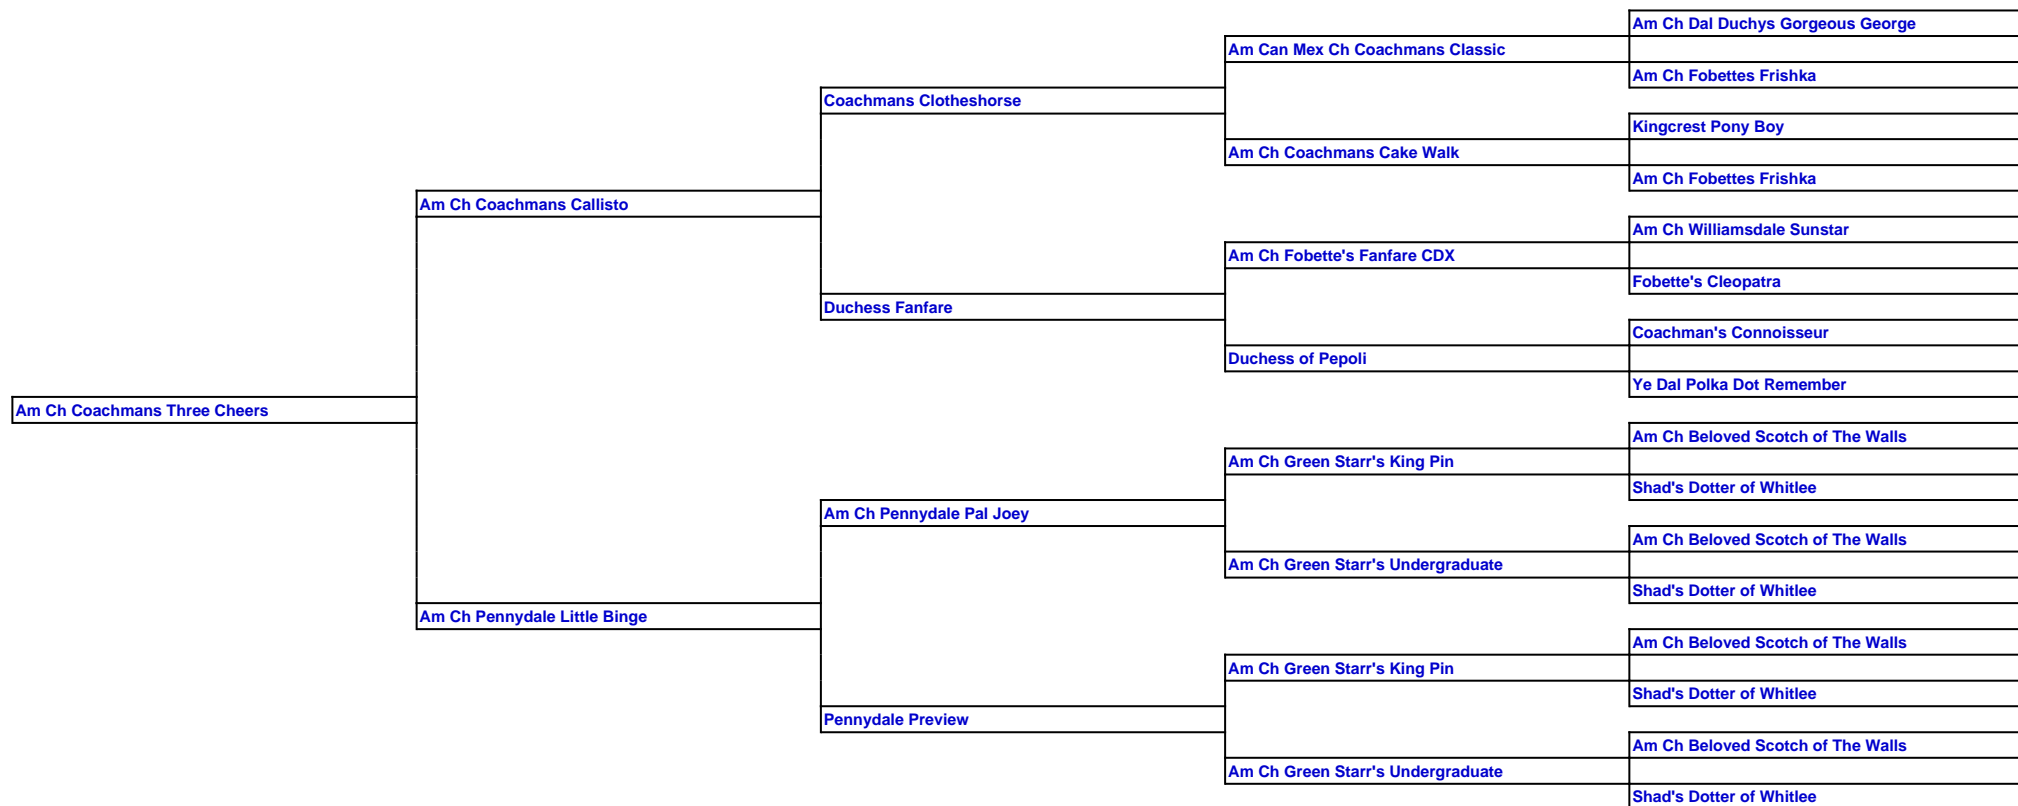 Am Ch Dal Duchys Gorgeous George
Am Can Mex Ch Coachmans Classic
Am Ch Fobettes Frishka
Coachmans Clotheshorse
Kingcrest Pony Boy
Am Ch Coachmans Cake Walk
Am Ch Fobettes Frishka
Am Ch Coachmans Callisto
Am Ch Williamsdale Sunstar
Am Ch Fobette's Fanfare CDX
Fobette's Cleopatra
Duchess Fanfare
Coachman's Connoisseur
Duchess of Pepoli
Ye Dal Polka Dot Remember
Am Ch Coachmans Three Cheers
Am Ch Beloved Scotch of The Walls
Am Ch Green Starr's King Pin
Shad's Dotter of Whitlee
Am Ch Pennydale Pal Joey
Am Ch Beloved Scotch of The Walls
Am Ch Green Starr's Undergraduate
Shad's Dotter of Whitlee
Am Ch Pennydale Little Binge
Am Ch Beloved Scotch of The Walls
Am Ch Green Starr's King Pin
Shad's Dotter of Whitlee
Pennydale Preview
Am Ch Beloved Scotch of The Walls
Am Ch Green Starr's Undergraduate
Shad's Dotter of Whitlee